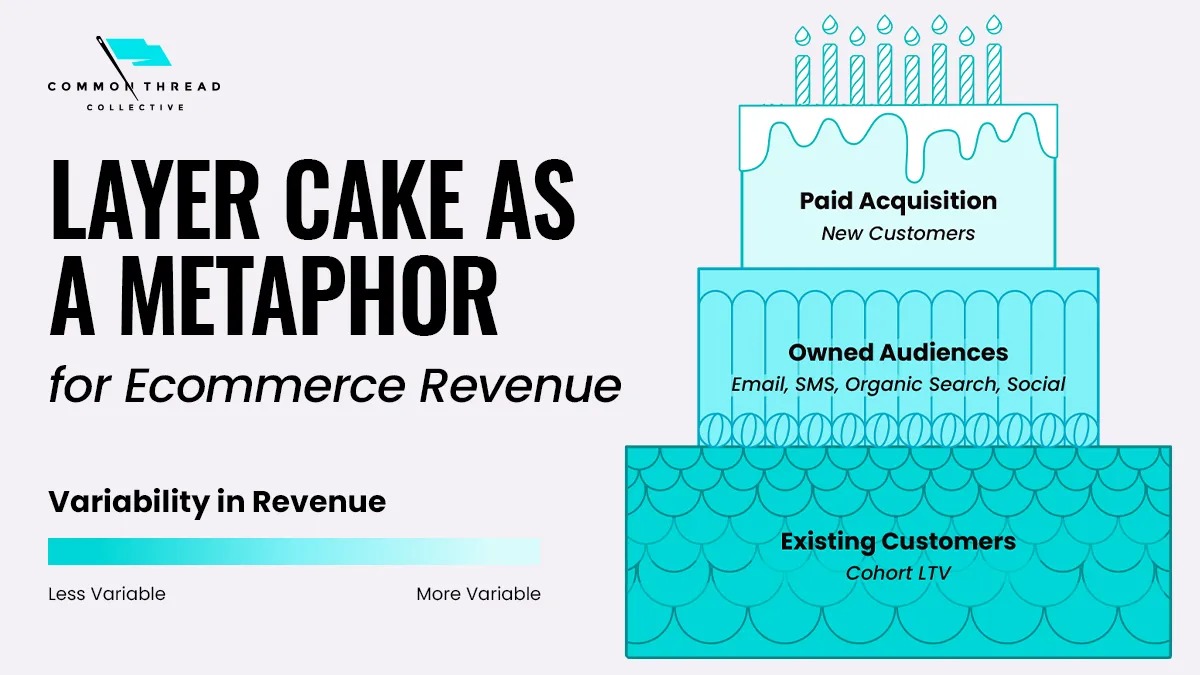 COMMON THREAD
COLLECTIVE
LAYER CAKE AS
A METAPHOR
for Ecommerce Revenue
Variability in Revenue
Less Variable
More Variable
Paid Acquisition
New Customers
Owned Audiences
Email, SMS, Organic Search, Social
Existing Customers
Cohort LTV